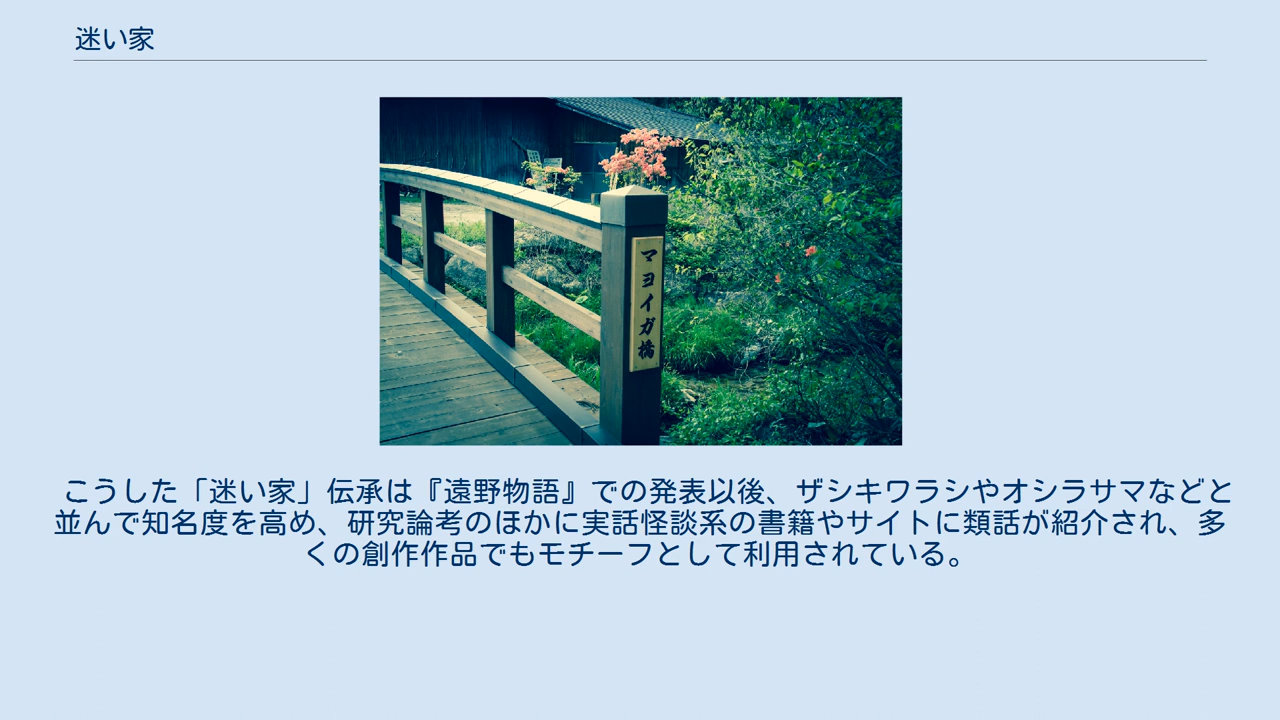 迷い家
マヨイガ橋
こうした「迷い家」伝承は『遠野物語』での発表以後、ザシキワラシやオシラサマなどと
並んで知名度を高め、研究論考のほかに実話怪談系の書籍やサイトに類話が紹介され、多
くの創作作品でもモチーフとして利用されている。